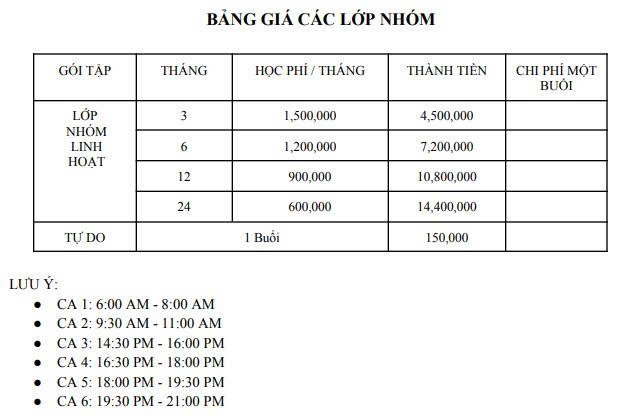 BẢNG GIÁ CÁC LỚP NHÓM
GÓI TẬP THÁNG HỌC PHÍ / THÁNG THÀNH TIỀN CHI PHÍ MỘT BUỔI
LỚP NHÓM LINH HOẠT 3 1,500,000 4,500,000
6 1,200,000 7,200,000
12 900,000 10,800,000
24 600,000 14,400,000
TỰ DO 1 Buổi 150,000
LƯU Ý:
● CA 1: 6:00 AM - 8:00 AM
● CA 2: 9:30 AM - 11:00 AM
● CA 3: 14:30 PM - 16:00 PM
● CA 4: 16:30 PM - 18:00 PM
● CA 5: 18:00 PM - 19:30 PM
● CA 6: 19:30 PM - 21:00 PM